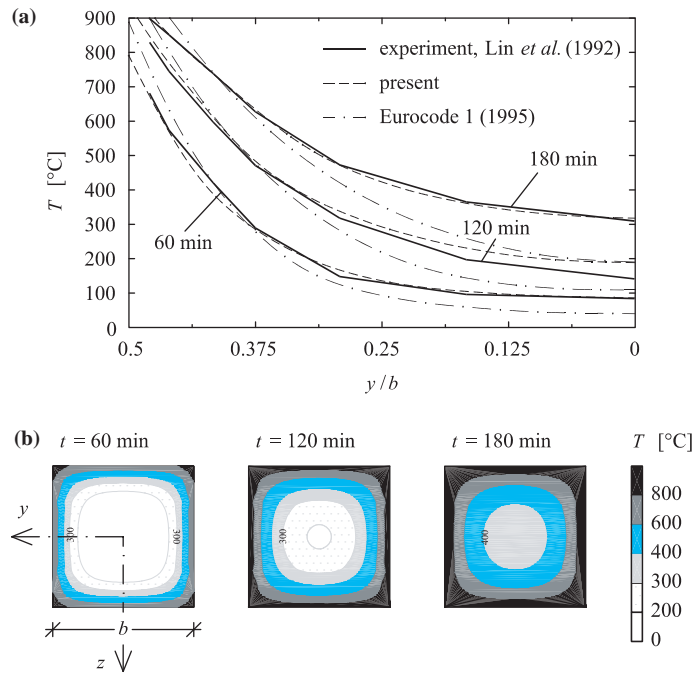 (a)
900
800
700
600
500
400
300
200
100
0
T [°C]
experiment, Lin et al. (1992)
present
Eurocode 1 (1995)
180 min
120 min
60 min
0.5
0.375
0.25
0.125
0
y/b
(b)
t = 60 min
t = 120 min
t = 180 min
T [°C]
y
300
300
b
z
300
400
800
600
400
300
200
0